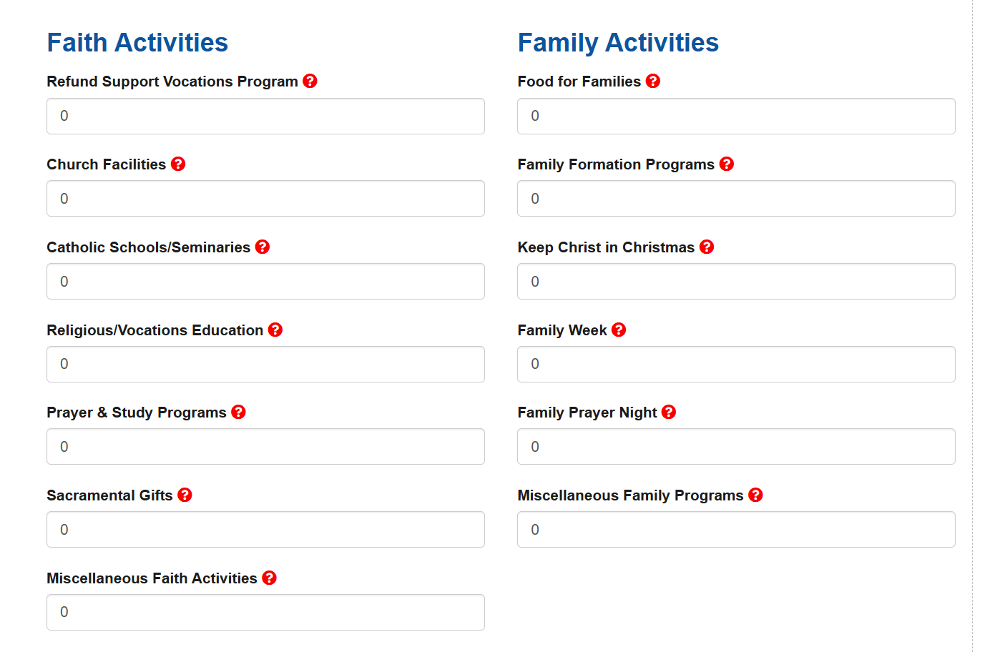 Faith Activities
Refund Support Vocations Program
0
Church Facilities
0
Catholic Schools/Seminaries
0
Religious/Vocations Education
0
Prayer & Study Programs
0
Sacramental Gifts
0
Miscellaneous Faith Activities
0
Family Activities
Food for Families
0
Family Formation Programs
0
Keep Christ in Christmas
0
Family Week
0
Family Prayer Night
0
Miscellaneous Family Programs
0